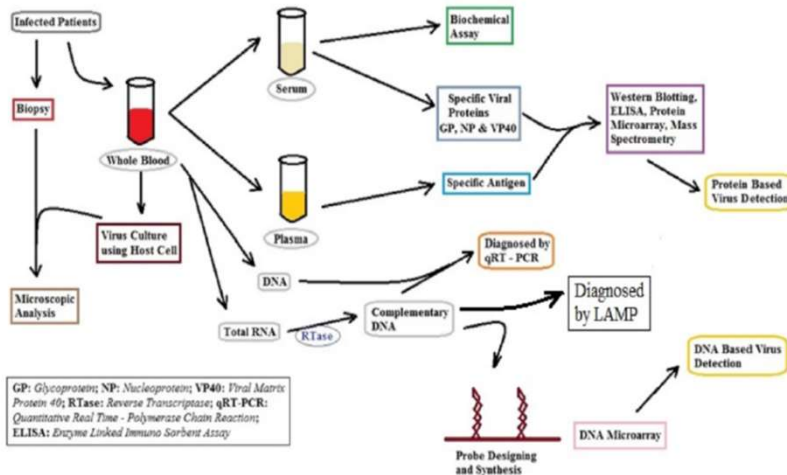 Infected Patients
Biopsy
Whole Blood
Virus Culture
using Host Cell
Microscopic
Analysis
Serum
Plasma
Biochemical
Assay
Specific Viral
Proteins
GP, NP & VP40
Specific Antigen
Western Blotting,
ELISA, Protein
Microarray, Mass
Spectrometry
Protein Based
Virus Detection
DNA
Diagnosed by
qRT - PCR
Total RNA
RTase
Complementary
DNA
Diagnosed
by LAMP
Probe Designing
and Synthesis
DNA Microarray
DNA Based Virus
Detection
GP: Glycoprotein; NP: Nucleoprotein; VP40: Viral Matrix
Protein 40; RTase: Reverse Transcriptase; qRT-PCR:
Quantitative Real Time - Polymerase Chain Reaction;
ELISA: Enzyme Linked Immuno Sorbent Assay